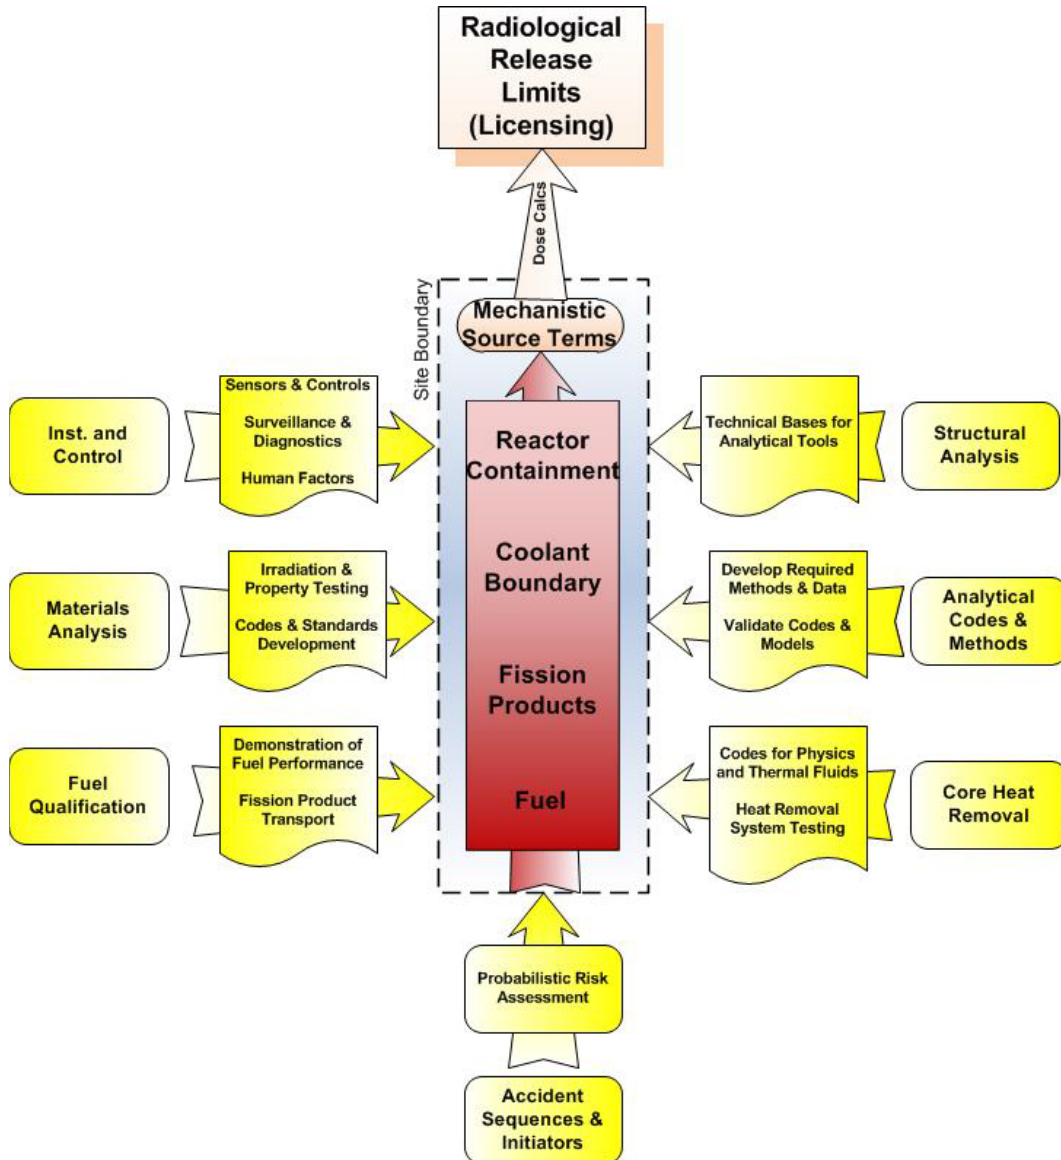 Radiological
Release
Limits
(Licensing)
Dose Calcs
Site Boundary
Mechanistic
Source Terms
Inst. and
Control
Sensors & Controls
Surveillance &
Diagnostics
Human Factors
Reactor
Containment
Technical Bases for
Analytical Tools
Structural
Analysis
Materials
Analysis
Irradiation &
Property Testing
Codes & Standards
Development
Coolant
Boundary
Develop Required
Methods & Data
Validate Codes &
Models
Analytical
Codes &
Methods
Fission
Products
Fuel
Qualification
Demonstration of
Fuel Performance
Fission Product
Transport
Fuel
Codes for Physics
and Thermal Fluids
Heat Removal
System Testing
Core Heat
Removal
Probabilistic Risk
Assessment
Accident
Sequences &
Initiators